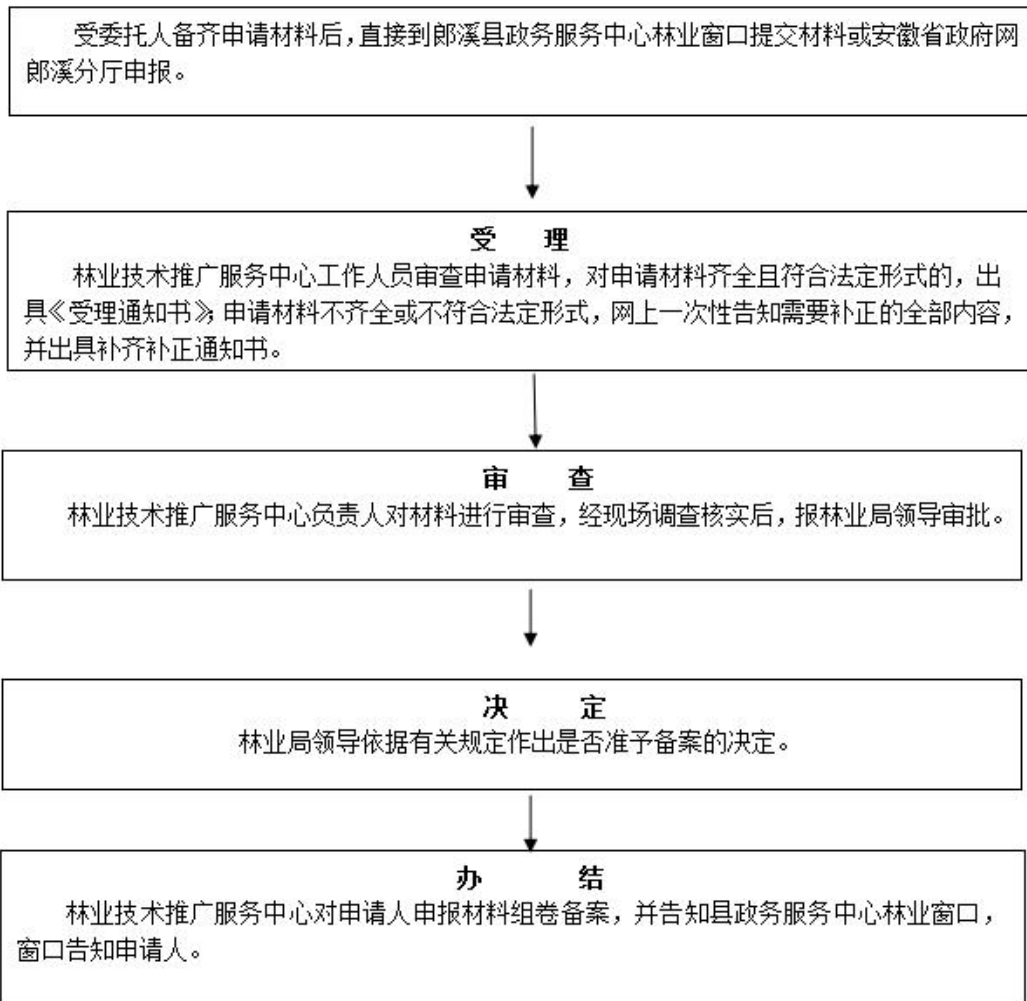 受委托人备齐申请材料后，直接到郎溪县政务服务中心林业窗口提交材料或安徽省政府网
郎溪分厅申报。
受 理
林业技术推广服务中心工作人员审查申请材料，对申请材料齐全且符合法定形式的，出
具《受理通知书》；申请材料不齐全或不符合法定形式，网上一次性告知需要补正的全部内容，
并出具补齐补正通知书。
审 查
林业技术推广服务中心负责人对材料进行审查，经现场调查核实后，报林业局领导审批。
决 定
林业局领导依据有关规定作出是否准予备案的决定。
办 结
林业技术推广服务中心对申请人申报材料组卷备案，并告知县政务服务中心林业窗口，
窗口告知申请人。